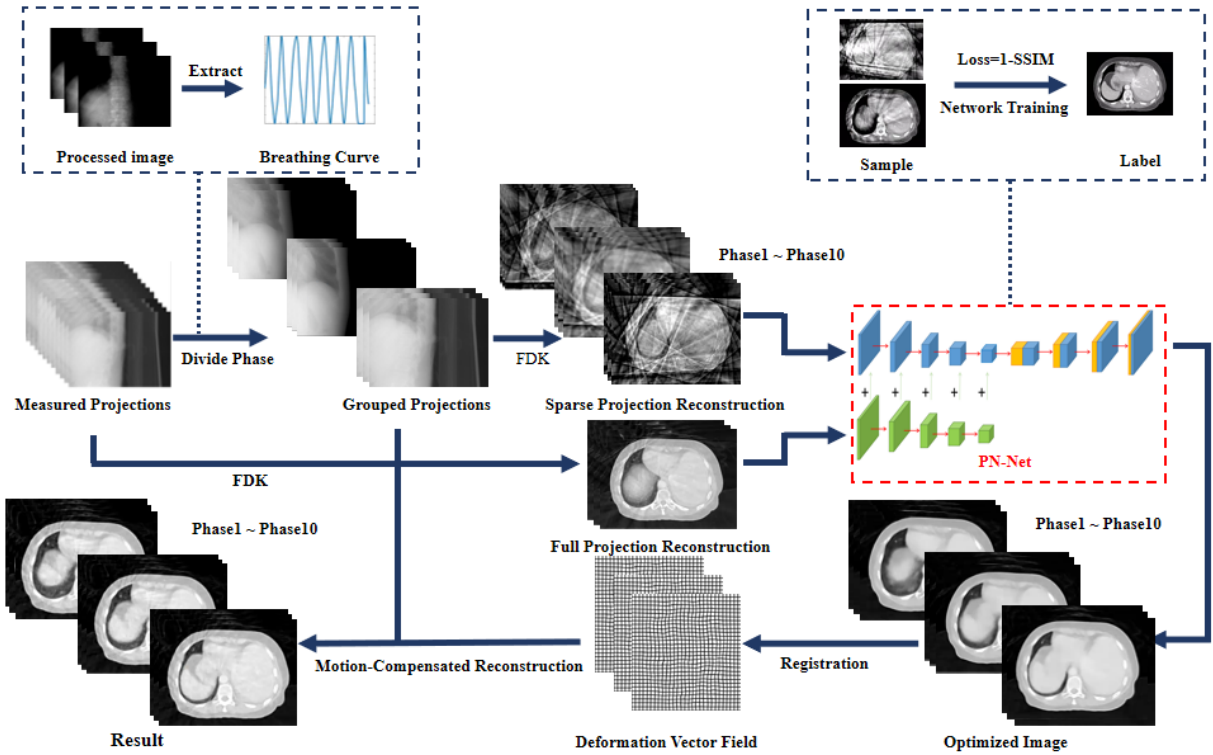 Extract
Processed image
Breathing Curve
Loss=1-SSIM
Network Training
Sample
Label
Phase1 ~ Phase10
Divide Phase
FDK
Measured Projections
Grouped Projections
Sparse Projection Reconstruction
+ + + + +
PN-Net
FDK
Full Projection Reconstruction
Phase1 ~ Phase10
Phase1 ~ Phase10
Motion-Compensated Reconstruction
Registration
Result
Deformation Vector Field
Optimized Image